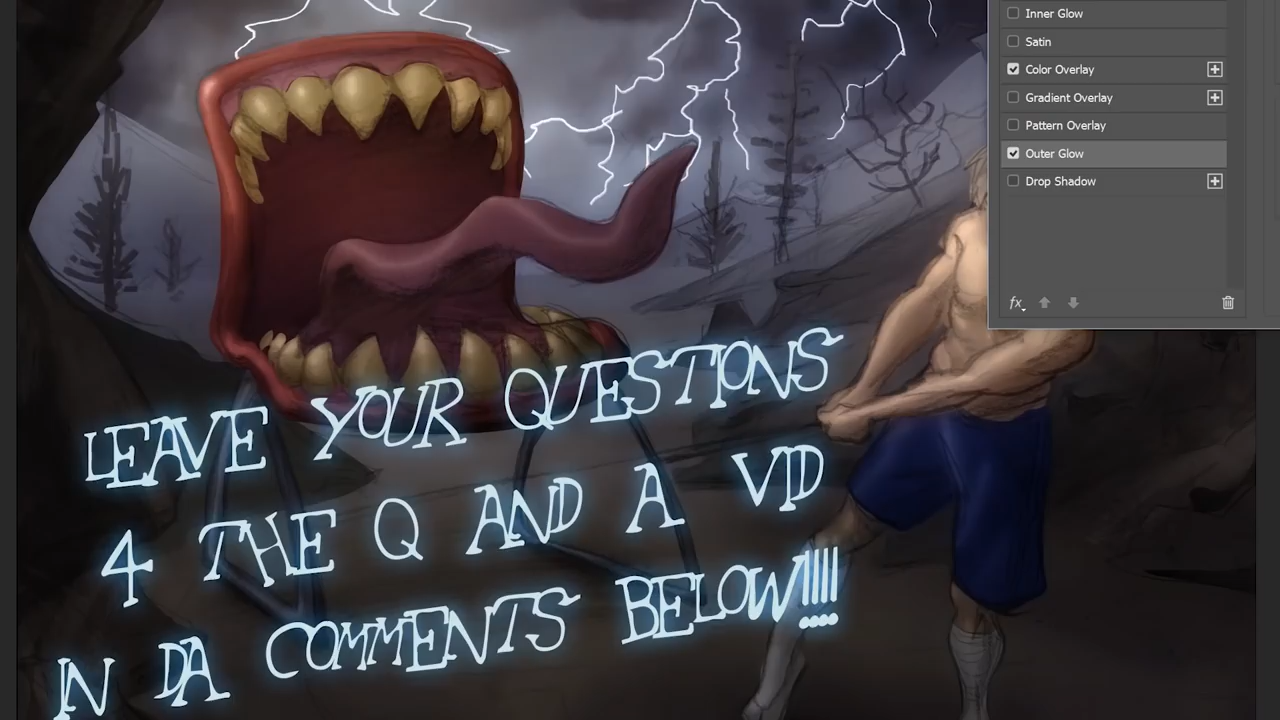 Inner Glow
Satin
Color Overlay
Gradient Overlay
Pattern Overlay
Outer Glow
Drop Shadow
fx
LEAVE YOUR QUESTIONS
4 THE Q AND A VID
IN DA COMMENTS BELOW!!!!